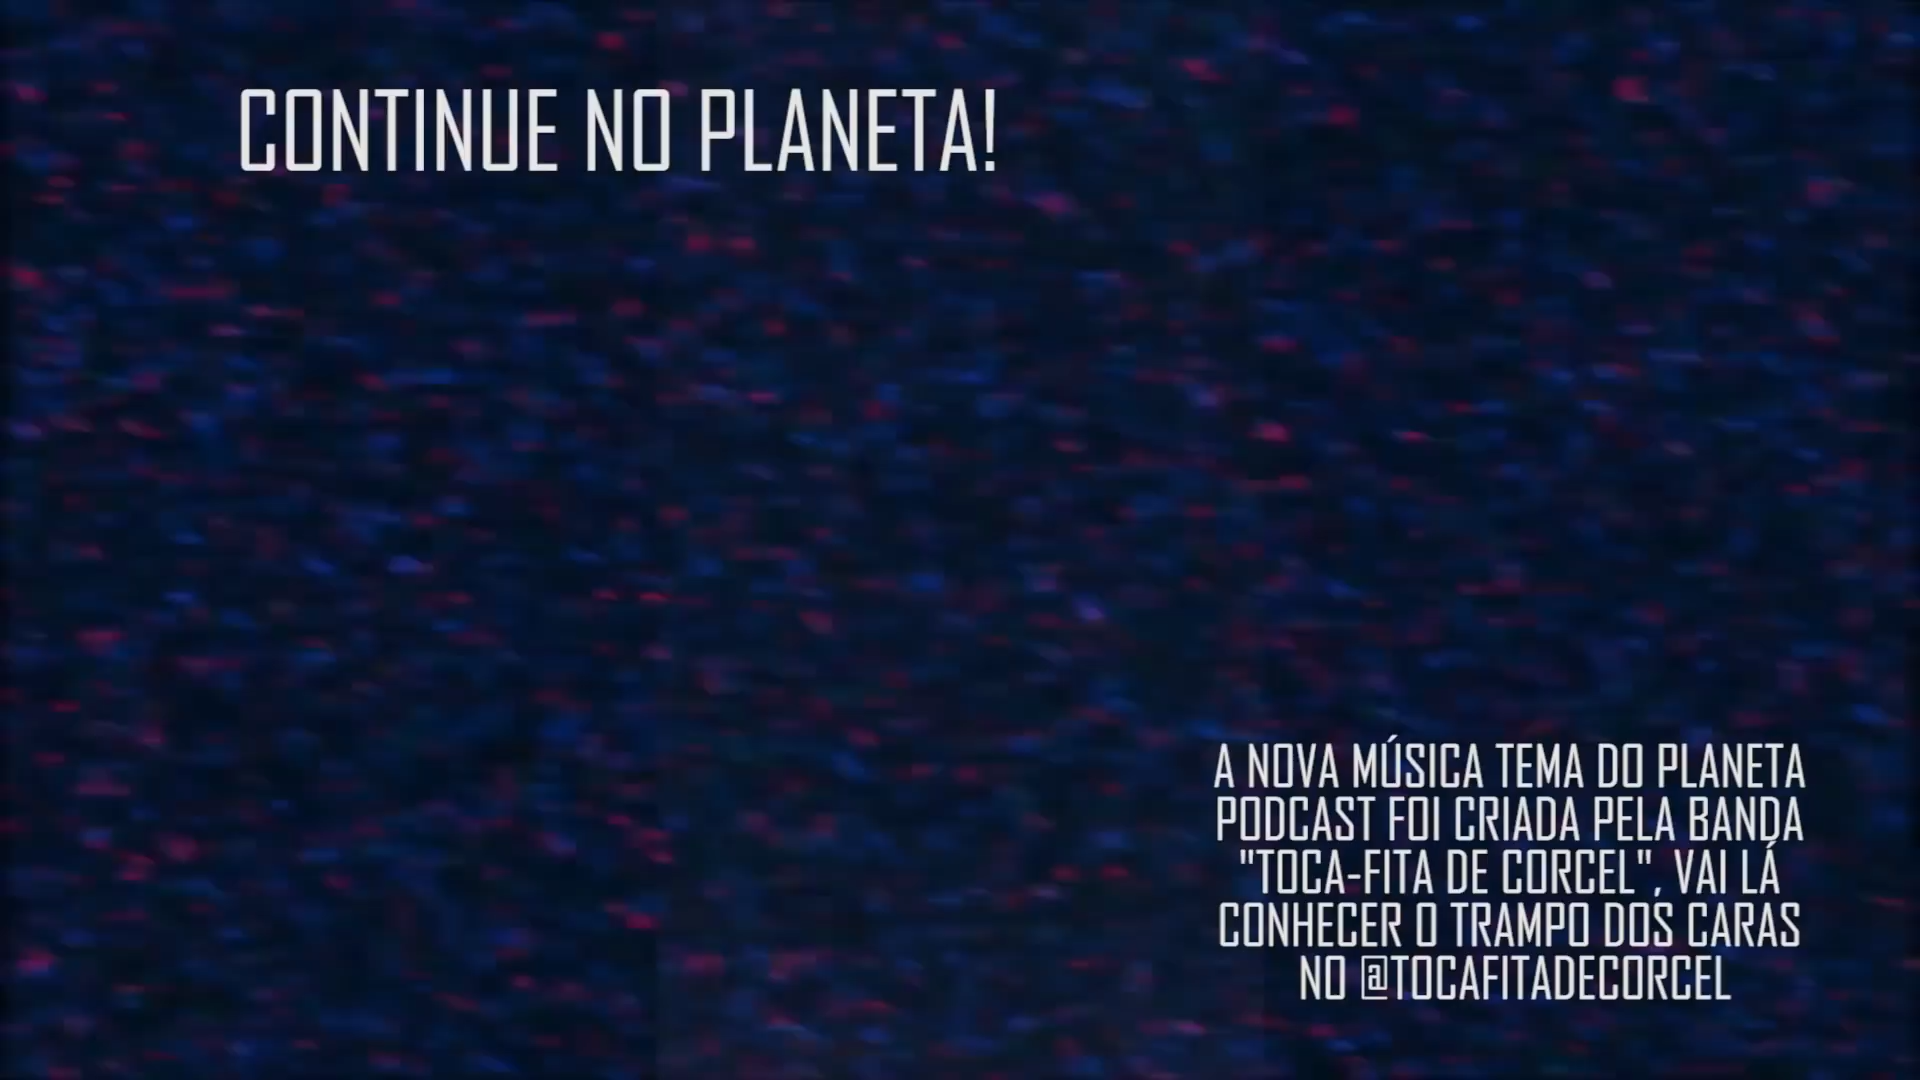 CONTINUE NO PLANETA!
A NOVA MÚSICA TEMA DO PLANETA
PODCAST FOI CRIADA PELA BANDA
"TOCA-FITA DE CORCEL", VAI LÁ
CONHECER O TRAMPO DOS CARAS
NO @TOCAFITADECORCEL